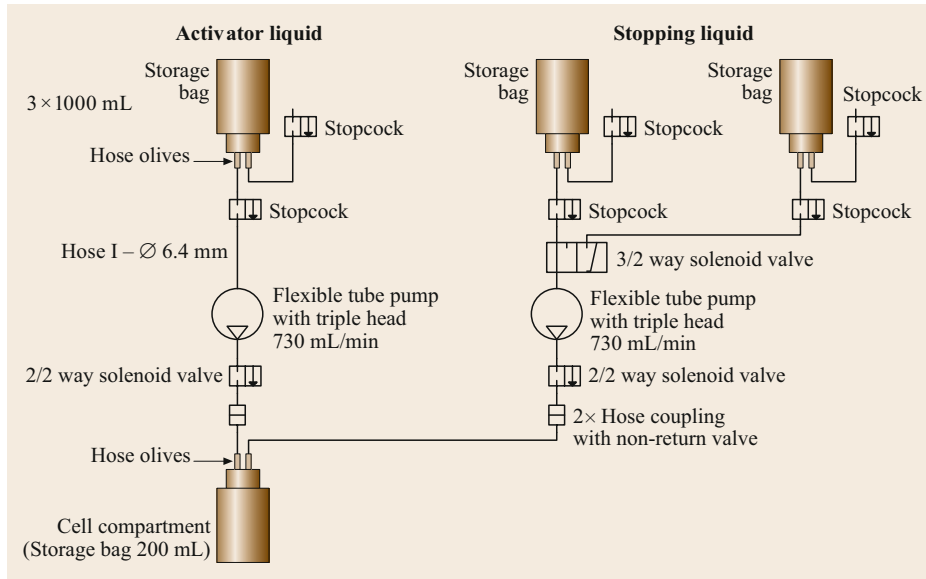 Activator liquid
Stopping liquid
Storage
bag
Storage
bag
Storage
bag
3 × 1000 mL
Stopcock
Stopcock
Stopcock
Hose olives
Stopcock
Stopcock
Stopcock
Hose I – ∅ 6.4 mm
3/2 way solenoid valve
Flexible tube pump
with triple head
730 mL/min
Flexible tube pump
with triple head
730 mL/min
2/2 way solenoid valve
2/2 way solenoid valve
2× Hose coupling
with non-return valve
Hose olives
Cell compartment
(Storage bag 200 mL)